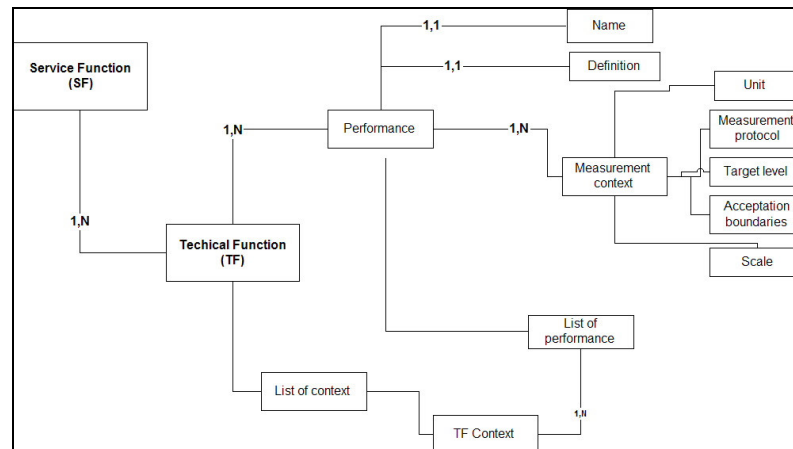 1,1
Name
Service Function
(SF)
1,1
Definition
Unit
1,N
Performance
1,N
Measurement
protocol
Measurement
context
Target level
1,N
Acceptation
boundaries
Techical Function
(TF)
Scale
List of
performance
List of context
1,N
TF Context